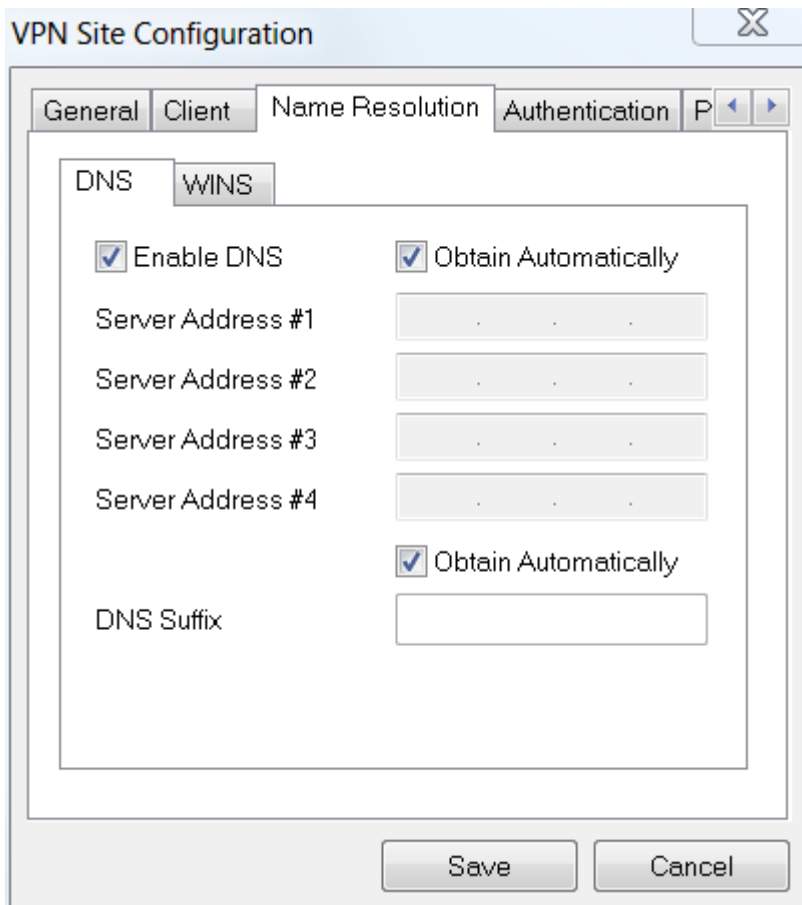 VPN Site Configuration
General Client Name Resolution Authentication P
DNS WINS
Enable DNS Obtain Automatically
Server Address #1 . . .
Server Address #2 . . .
Server Address #3 . . .
Server Address #4 . . .
Obtain Automatically
DNS Suffix
Save Cancel